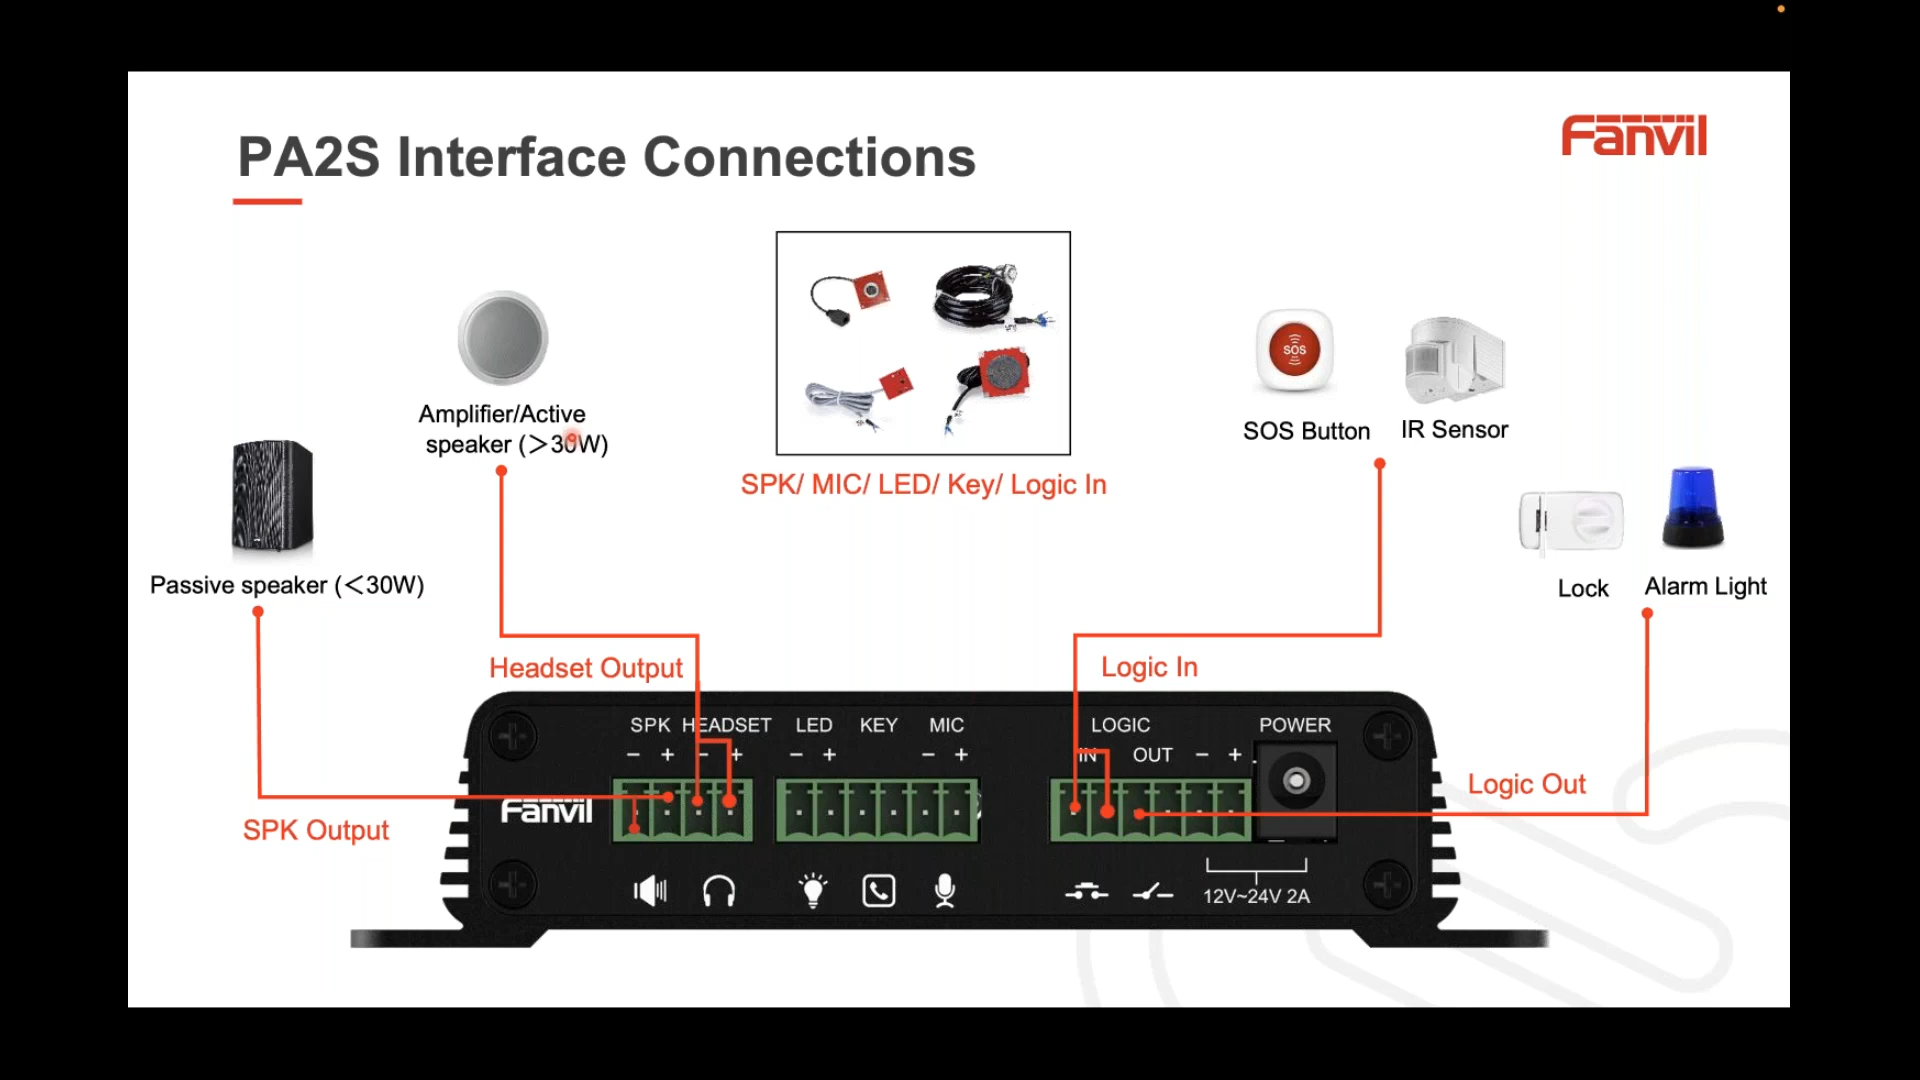 PA2S Interface Connections
Fanvil
Amplifier/Active
speaker (＞30W)
SOS
SOS Button
IR Sensor
SPK/ MIC/ LED/ Key/ Logic In
Passive speaker (＜30W)
Lock
Alarm Light
Headset Output
Logic In
SPK HEADSET LED KEY MIC LOGIC POWER
− + − + − + − + IN OUT − +
Logic Out
Fanvil
SPK Output
12V~24V 2A